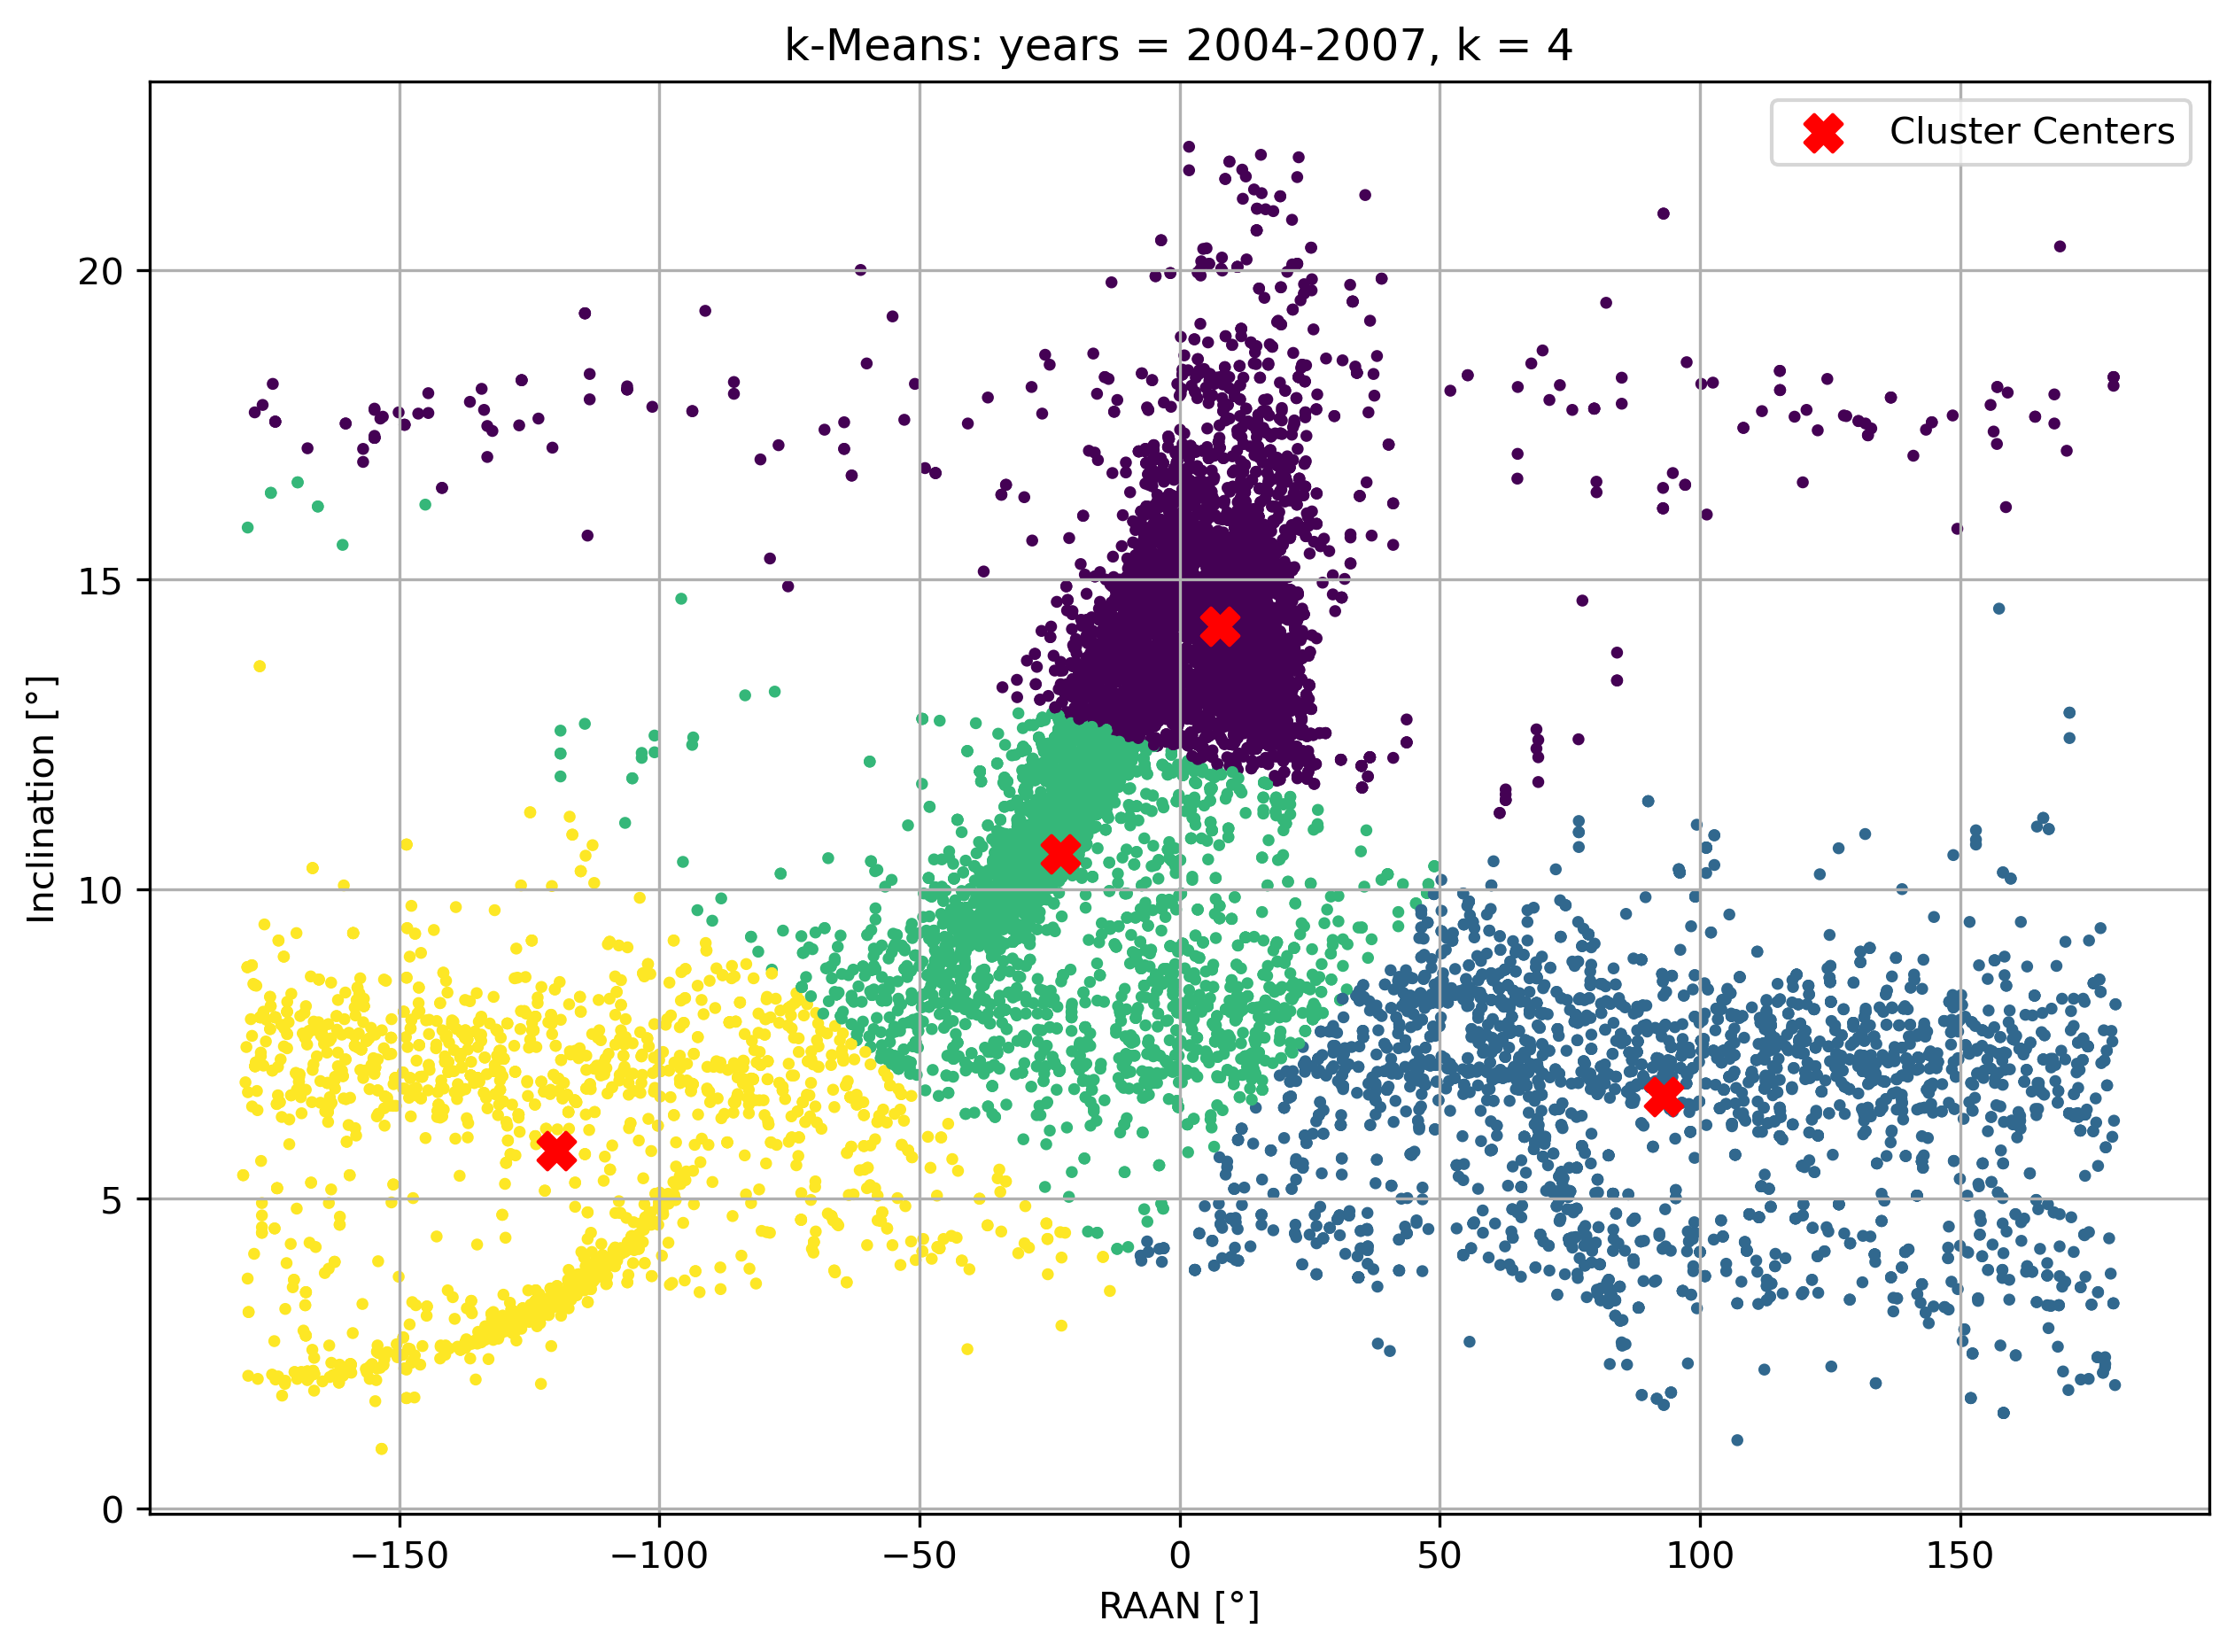 k-Means: years = 2004-2007, k = 4
Cluster Centers
20
15
10
5
0
Inclination [°]
−150 −100 −50 0 50 100 150
RAAN [°]